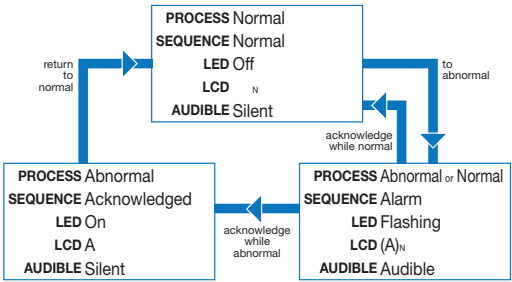 PROCESS Normal
SEQUENCE Normal
LED Off
LCD N
AUDIBLE Silent
return
to
normal
to
abnormal
acknowledge
while normal
PROCESS Abnormal
SEQUENCE Acknowledged
LED On
LCD A
AUDIBLE Silent
acknowledge
while
abnormal
PROCESS Abnormal or Normal
SEQUENCE Alarm
LED Flashing
LCD (A)N
AUDIBLE Audible